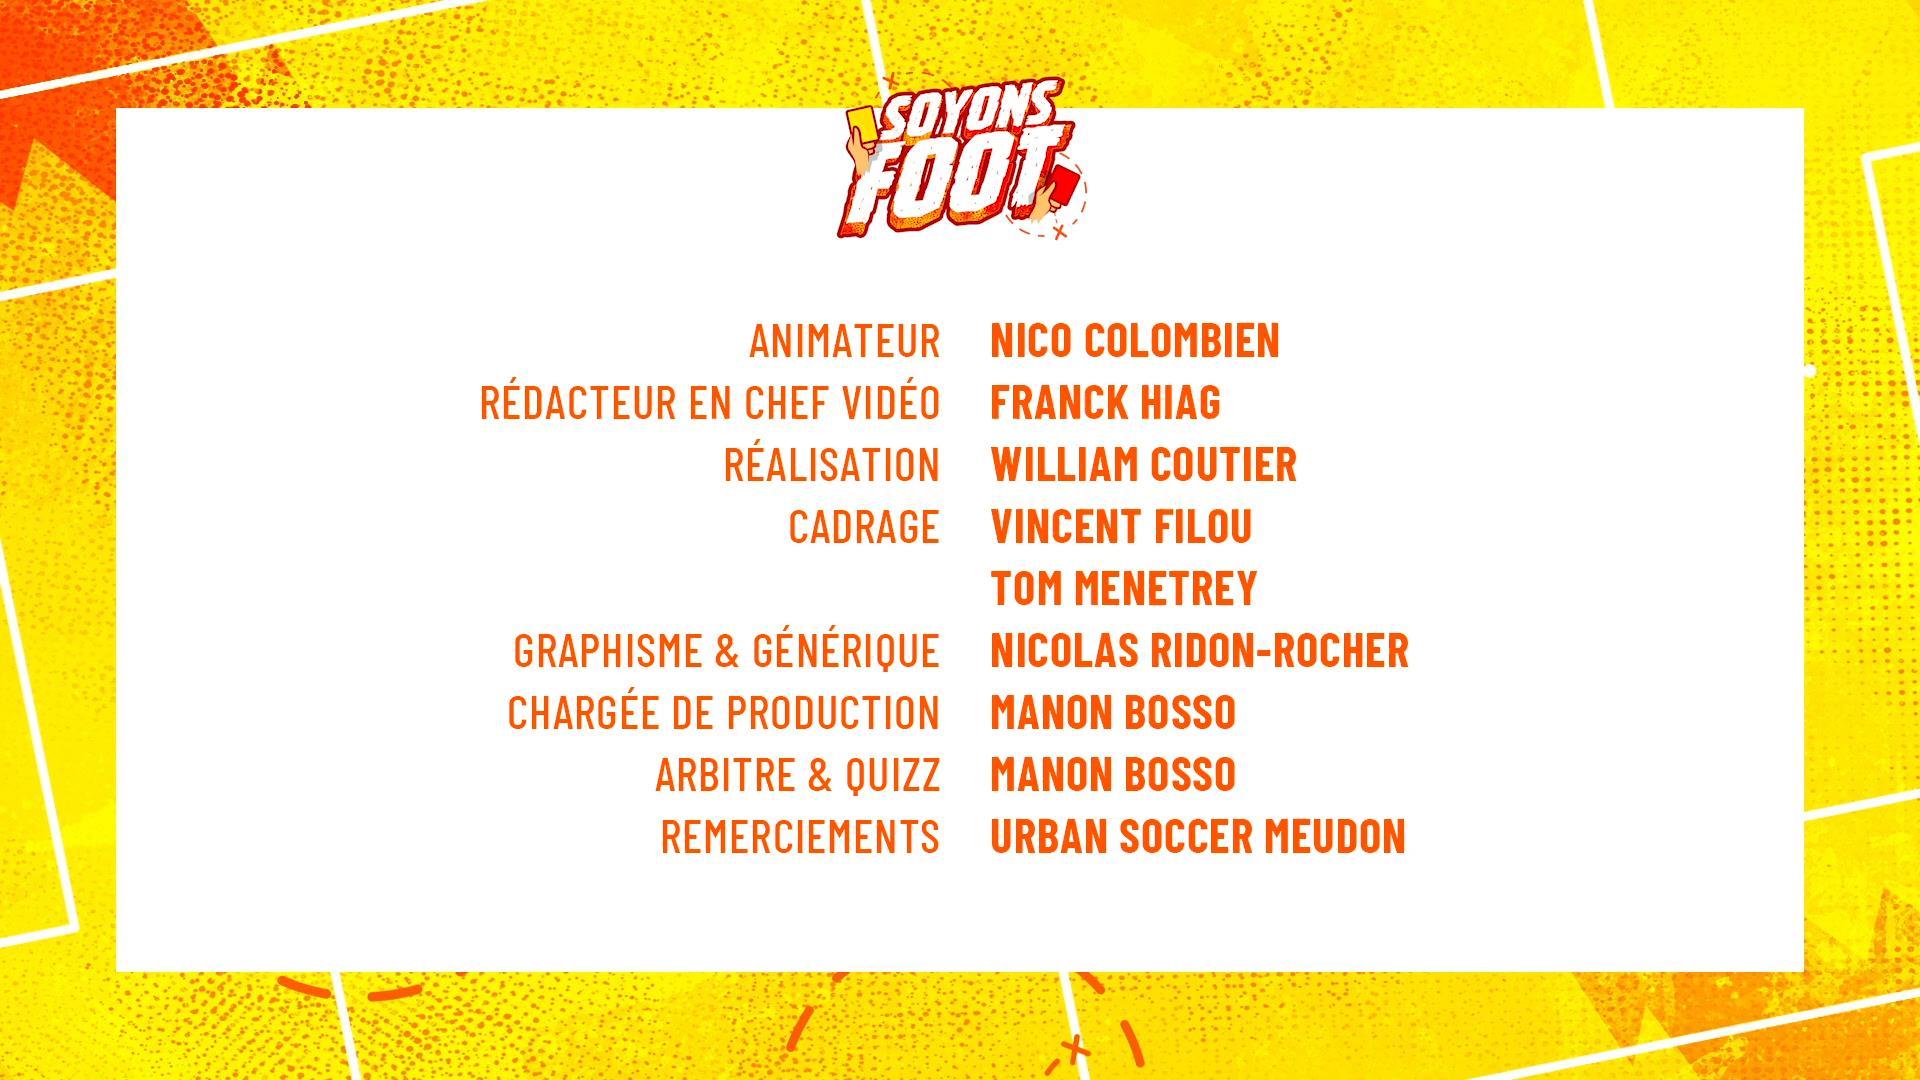 SOYONS
FOOT
ANIMATEUR NICO COLOMBIEN
RÉDACTEUR EN CHEF VIDÉO FRANCK HIAG
RÉALISATION WILLIAM COUTIER
CADRAGE VINCENT FILOU
TOM MENETREY
GRAPHISME & GÉNÉRIQUE NICOLAS RIDON-ROCHER
CHARGÉE DE PRODUCTION MANON BOSSO
ARBITRE & QUIZZ MANON BOSSO
REMERCIEMENTS URBAN SOCCER MEUDON